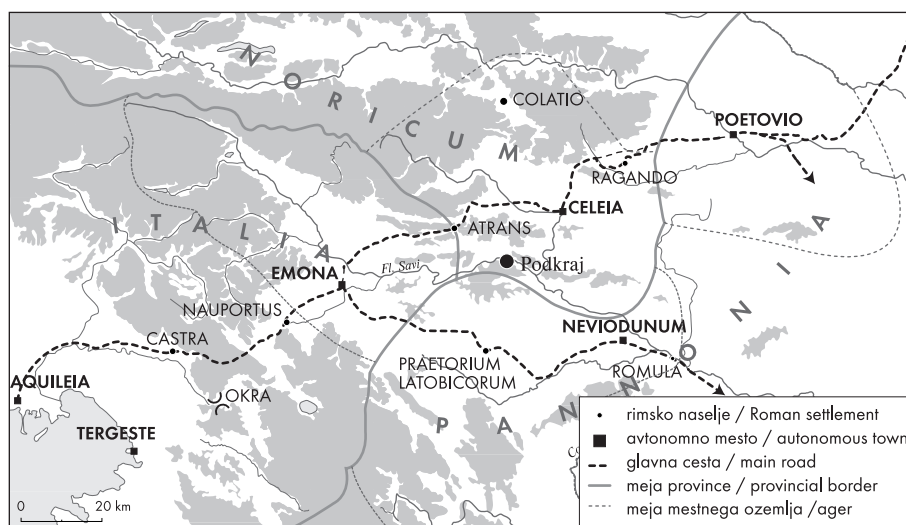 NORICUM
COLATIO
POETOVIO
RAGANDO
CELEIA
ITALIA
ATRANS
Podkraj
Fl. Savi
EMONA
NAUPORTUS
CASTRA
NEVIODUNUM
PRAETORIUM
LATOBICORUM
ROMULA
AQUILEIA
OKRA
PANNONIA
TERGESTE
0 20 km
rimsko naselje / Roman settlement
avtonomno mesto / autonomous town
glavna cesta / main road
meja province / provincial border
meja mestnega ozemlja /ager